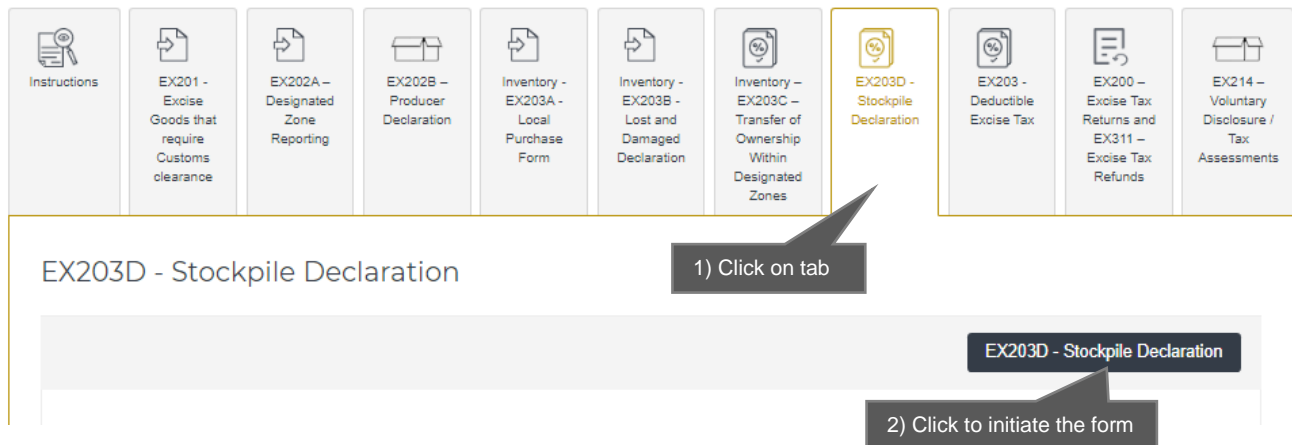 Instructions
EX201 -
Excise
Goods that
require
Customs
clearance
EX202A –
Designated
Zone
Reporting
EX202B –
Producer
Declaration
Inventory -
EX203A -
Local
Purchase
Form
Inventory -
EX203B -
Lost and
Damaged
Declaration
Inventory –
EX203C –
Transfer of
Ownership
Within
Designated
Zones
EX203D -
Stockpile
Declaration
EX203 -
Deductible
Excise Tax
EX200 –
Excise Tax
Returns and
EX311 –
Excise Tax
Refunds
EX214 –
Voluntary
Disclosure /
Tax
Assessments
1) Click on tab
EX203D - Stockpile Declaration
EX203D - Stockpile Declaration
2) Click to initiate the form